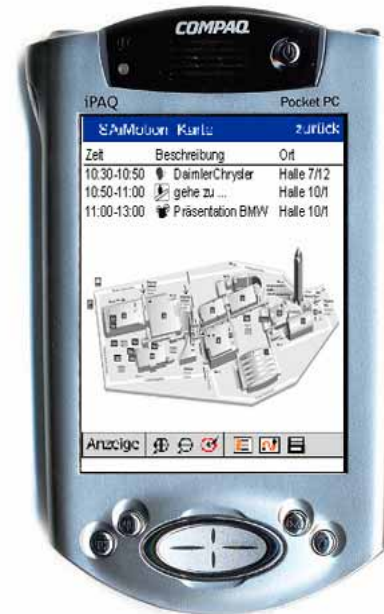 COMPAQ
iPAQ Pocket PC
SAiMotion Karte zurück
Zeit Beschreibung Ort
10:30-10:50 DaimlerChrysler Halle 7/12
10:50-11:00 gehe zu ... Halle 10/1
11:00-13:00 Präsentation BMW Halle 10/1
Anzeige